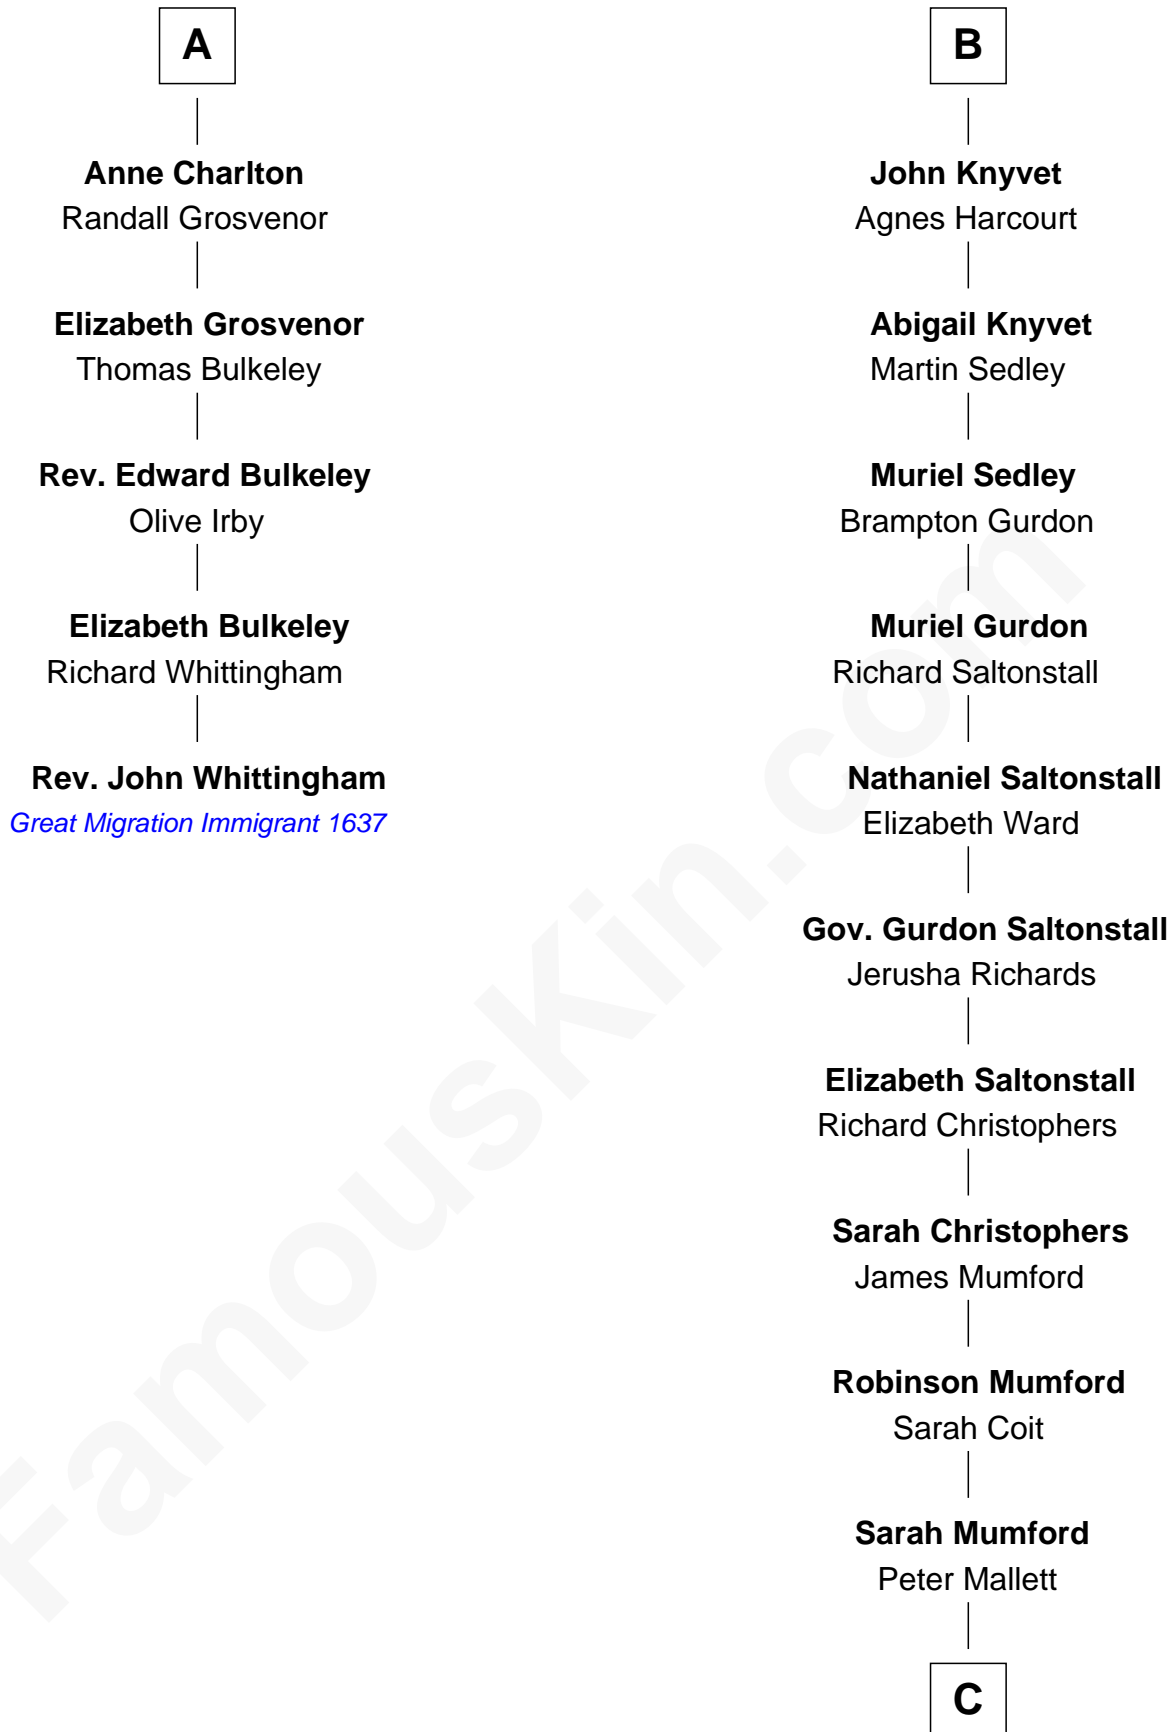 A
Anne Charlton
Randall Grosvenor
Elizabeth Grosvenor
Thomas Bulkeley
Rev. Edward Bulkeley
Olive Irby
Elizabeth Bulkeley
Richard Whittingham
Rev. John Whittingham
Great Migration Immigrant 1637
B
John Knyvet
Agnes Harcourt
Abigail Knyvet
Martin Sedley
Muriel Sedley
Brampton Gurdon
Muriel Gurdon
Richard Saltonstall
Nathaniel Saltonstall
Elizabeth Ward
Gov. Gurdon Saltonstall
Jerusha Richards
Elizabeth Saltonstall
Richard Christophers
Sarah Christophers
James Mumford
Robinson Mumford
Sarah Coit
Sarah Mumford
Peter Mallett
C
FamousKin.com